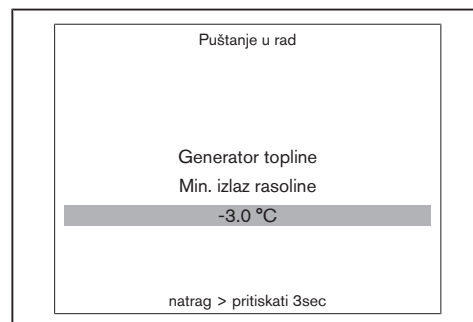 Puštanje u rad
Generator topline
Min. izlaz rasoline
-3.0 °C
natrag > pritiskati 3sec